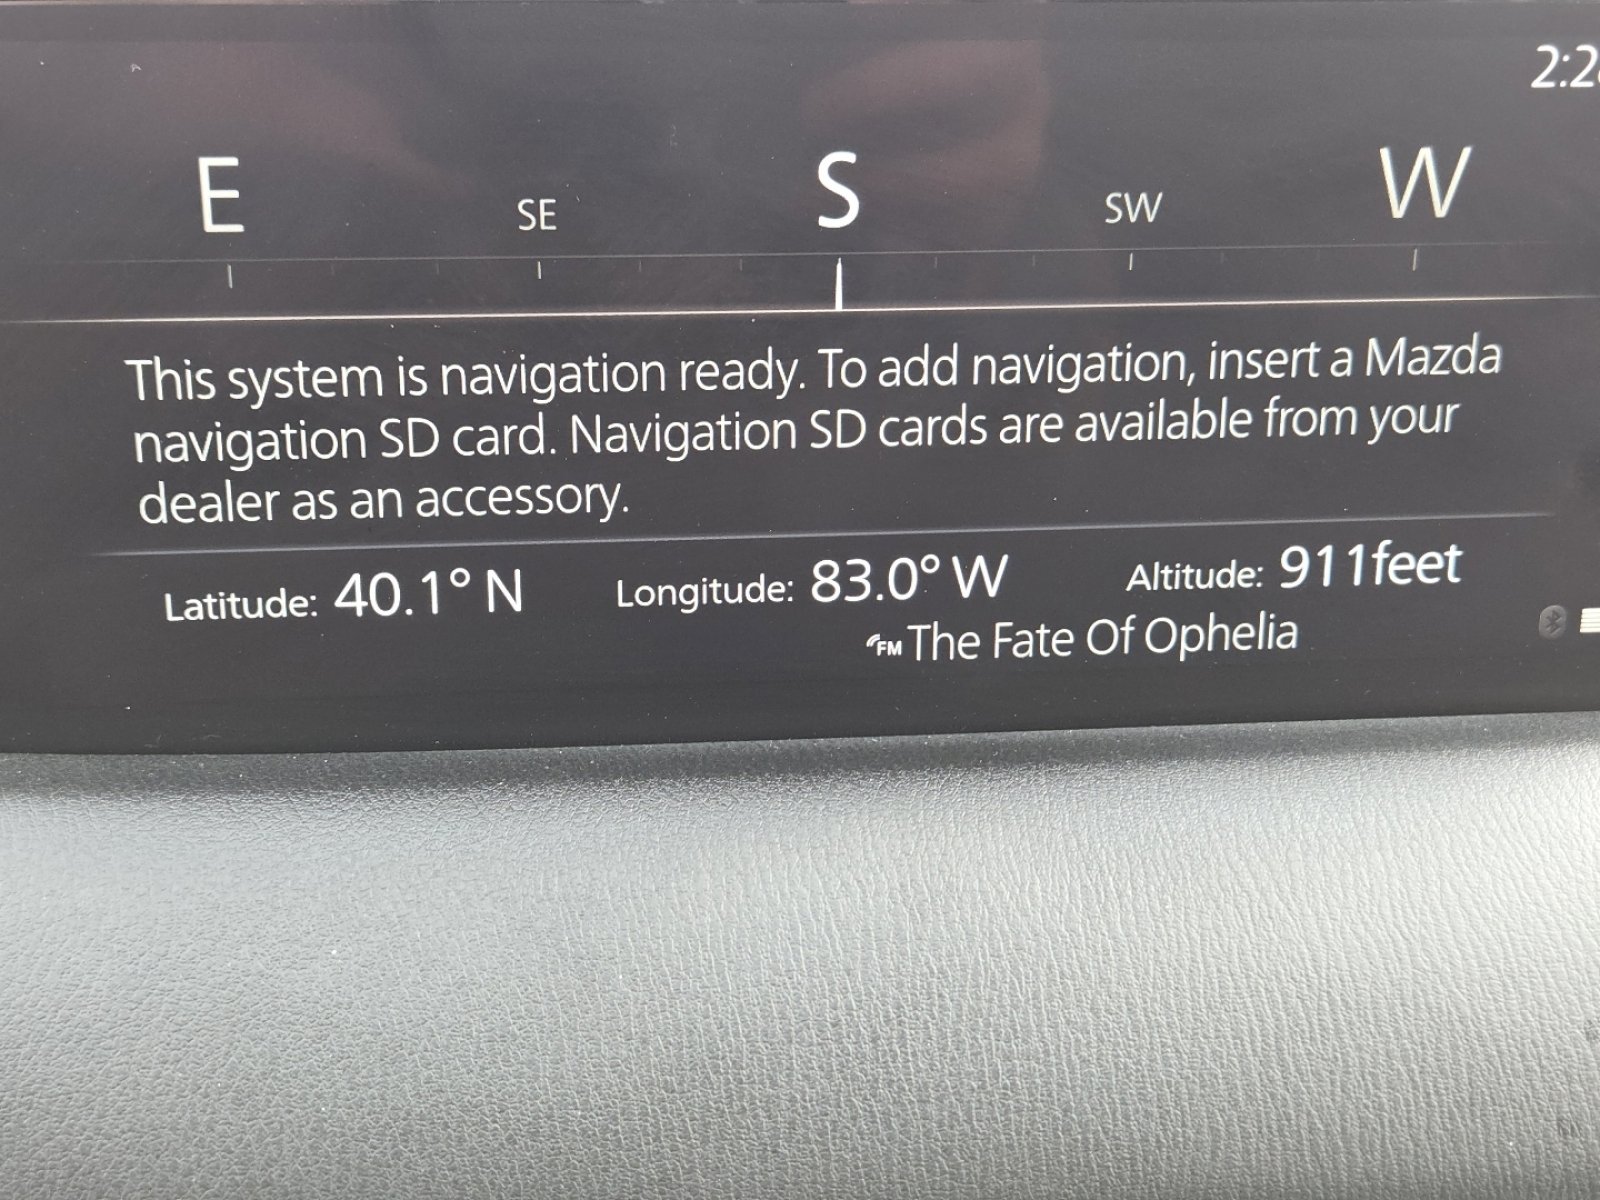 E SE S SW W
This system is navigation ready. To add navigation, insert a Mazda
navigation SD card. Navigation SD cards are available from your
dealer as an accessory.
Latitude: 40.1° N Longitude: 83.0° W Altitude: 911feet
FM The Fate Of Ophelia